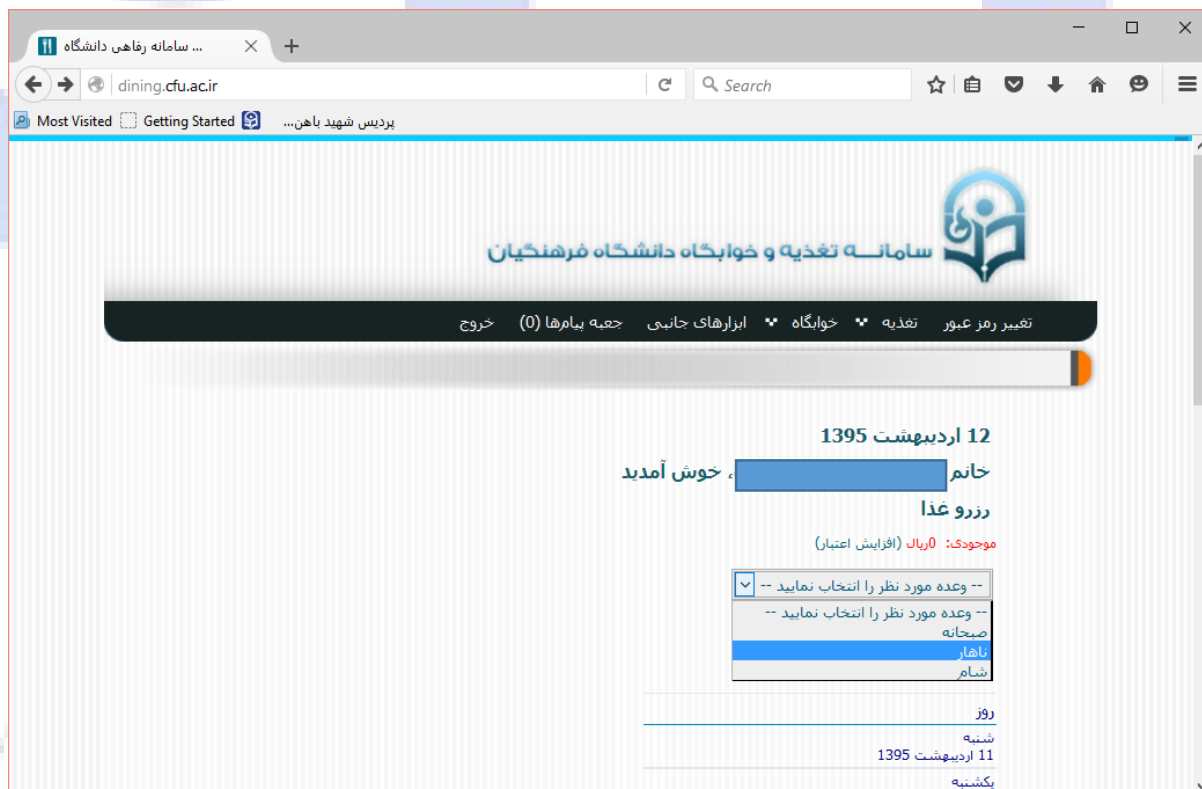 سامانه رفاهی دانشگاه ...
dining.cfu.ac.ir
Search
Most Visited
Getting Started
پردیس شهید باهن...
سامانه تغذیه و خوابگاه دانشگاه فرهنگیان
تغییر رمز عبور تغذیه خوابگاه ابزارهای جانبی جعبه پیامها (0) خروج
12 اردیبهشت 1395
خانم ، خوش آمدید
رزرو غذا
موجودی: 0ریال (افزایش اعتبار)
-- وعده مورد نظر را انتخاب نمایید --
-- وعده مورد نظر را انتخاب نمایید --
صبحانه
ناهار
شام
روز
شنبه
11 اردیبهشت 1395
یکشنبه